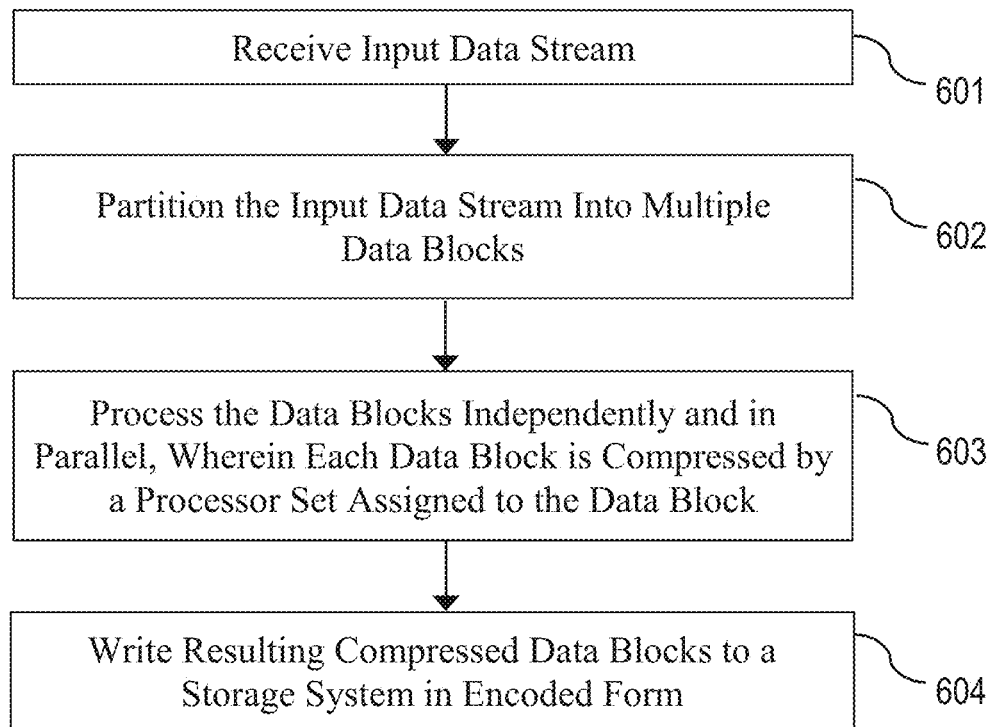 Receive Input Data Stream
601
Partition the Input Data Stream Into Multiple
Data Blocks
602
Process the Data Blocks Independently and in
Parallel, Wherein Each Data Block is Compressed by
a Processor Set Assigned to the Data Block
603
Write Resulting Compressed Data Blocks to a
Storage System in Encoded Form
604